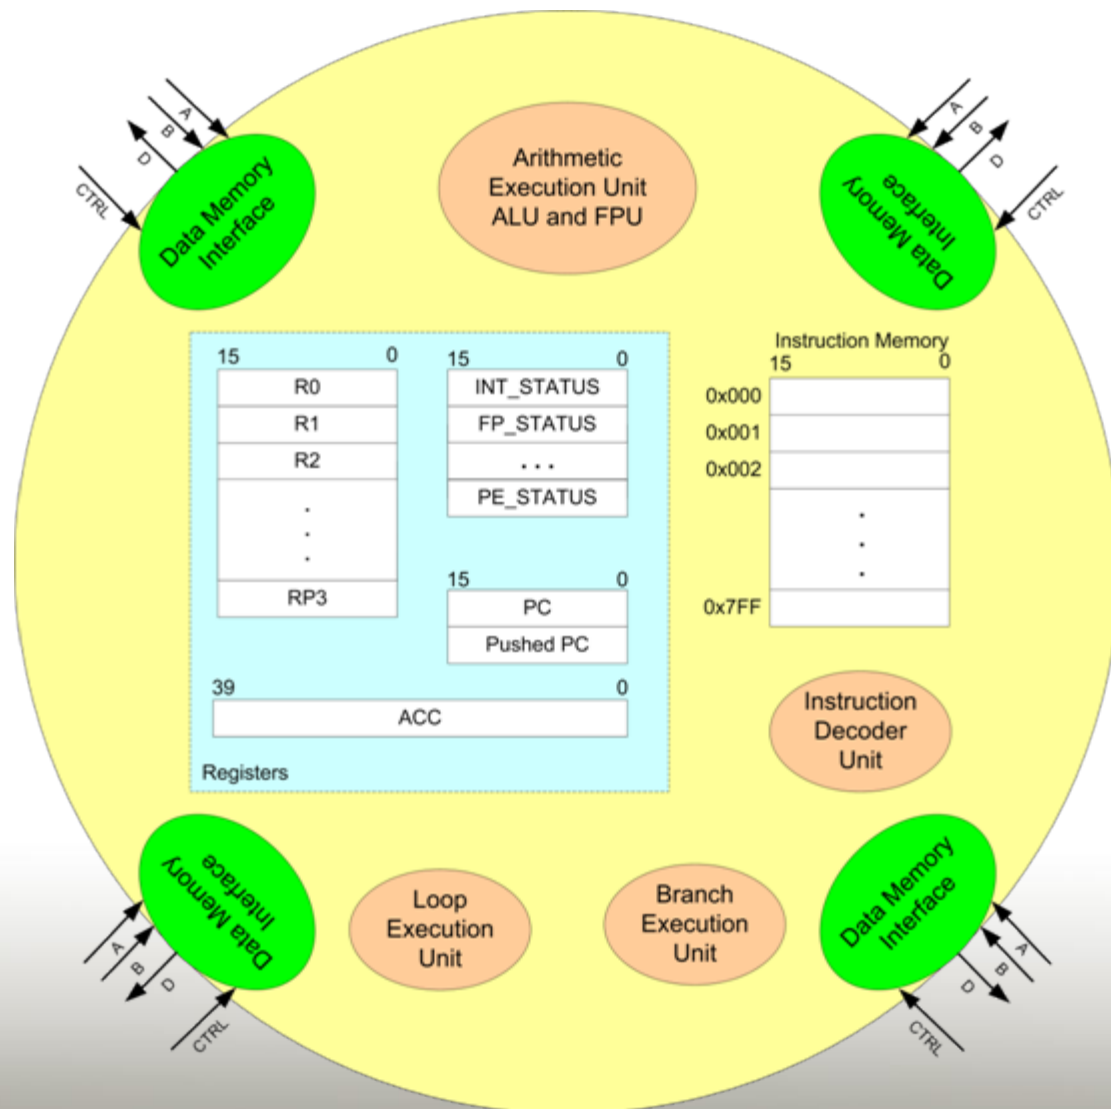 A
B
D
CTRL
Data Memory
Interface
Arithmetic
Execution Unit
ALU and FPU
A
B
D
CTRL
Data Memory
Interface
15 0
R0
R1
R2
.
.
.
RP3
15 0
INT_STATUS
FP_STATUS
...
PE_STATUS
15 0
PC
Pushed PC
39 0
ACC
Registers
Instruction Memory
15 0
0x000
0x001
0x002
.
.
.
0x7FF
Instruction
Decoder
Unit
Data Memory
Interface
A
B
D
CTRL
Loop
Execution
Unit
Branch
Execution
Unit
Data Memory
Interface
A
B
D
CTRL